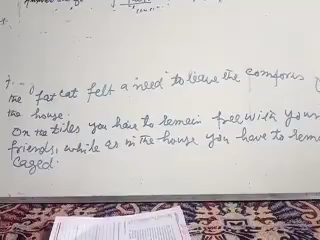 7. - The fat cat felt a need to leave the comforts
the house.
On the tiles you have to remain free with your
friends, while as in the house you have to rema
caged.